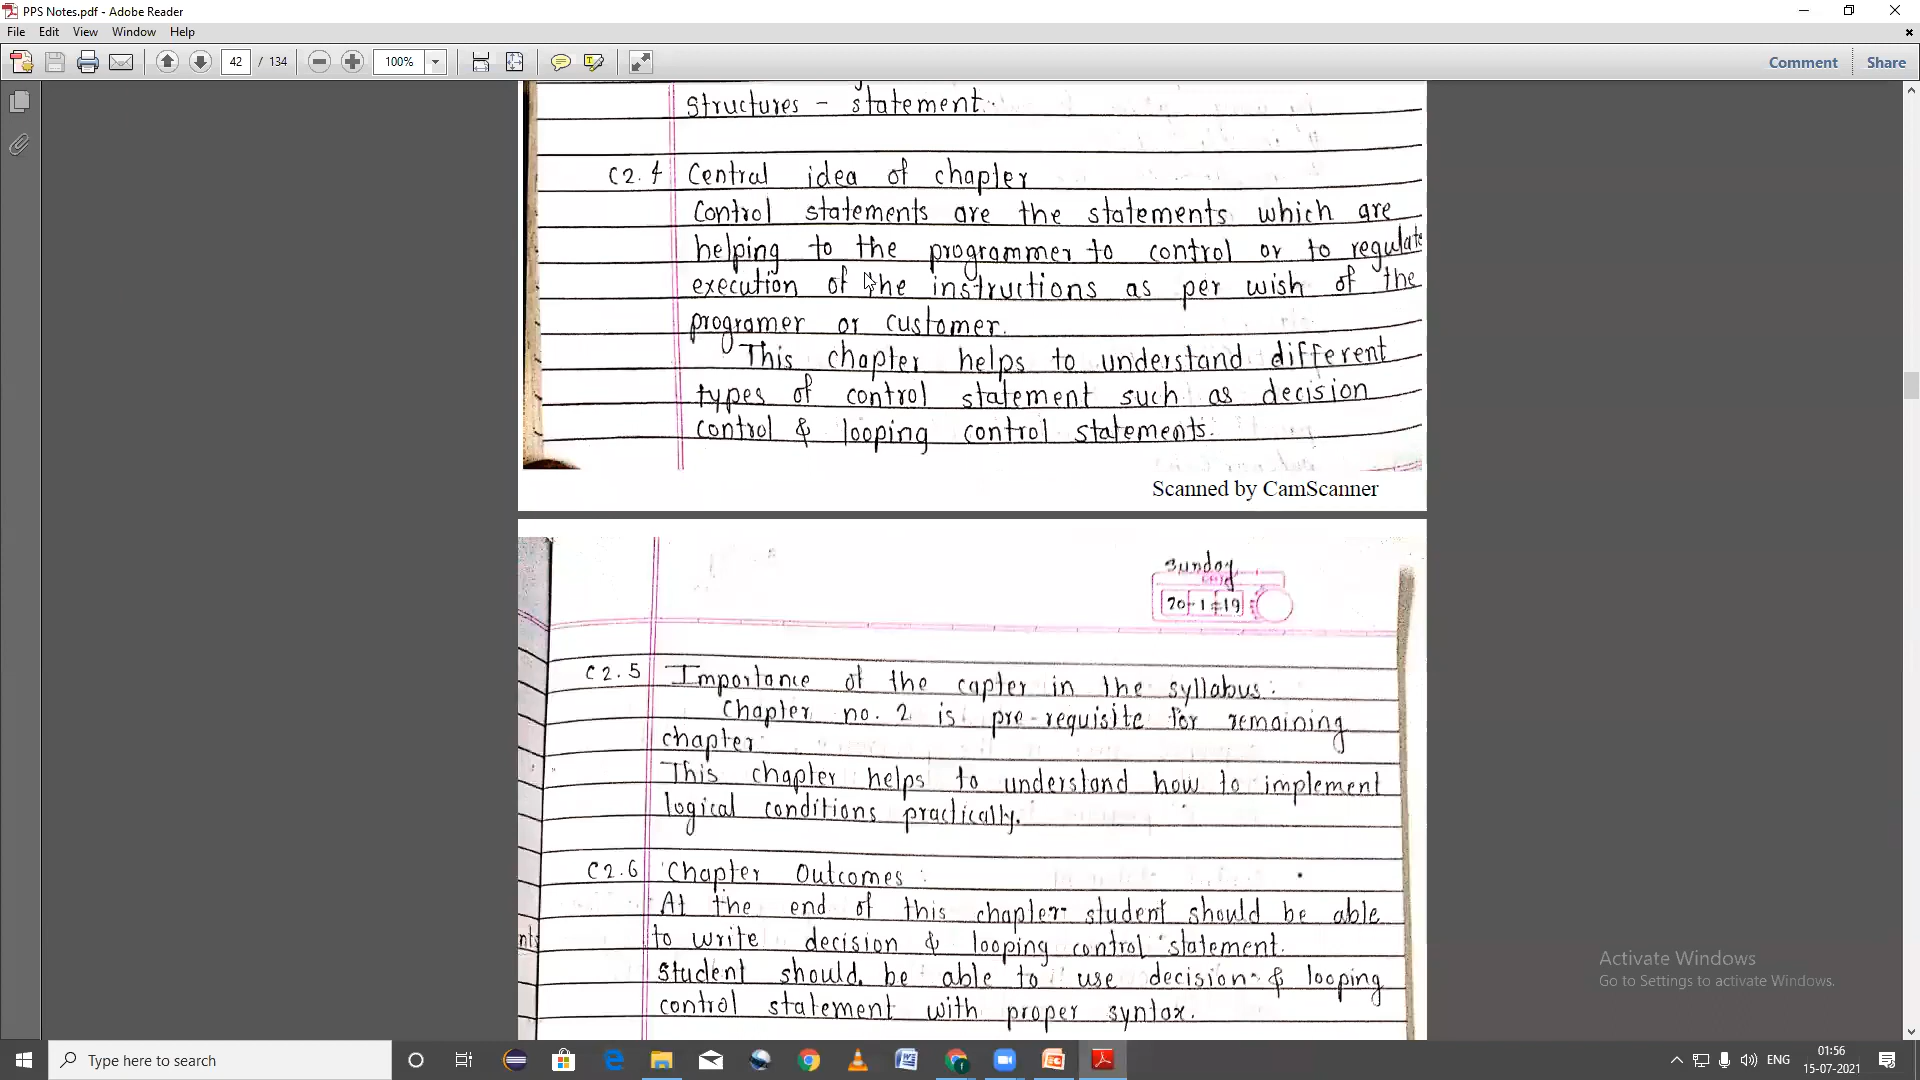 PPS Notes.pdf - Adobe Reader
File Edit View Window Help
42 / 134 100% Comment Share
structures - statement.
C2.4 Central idea of chapter
Control statements are the statements which are
helping to the programmer to control or to regulate
execution of the instructions as per wish of the
programer or customer.
This chapter helps to understand different
types of control statement such as decision
control & looping control statements.
Scanned by CamScanner
Sunday
20-1-19
C2.5 Importance of the capter in the syllabus:
Chapter no. 2 is pre-requisite for remaining
chapter
This chapter helps to understand how to implement
logical conditions practically.
C2.6 Chapter Outcomes:
At the end of this chapter student should be able
to write decision & looping control statement.
student should be able to use decision & looping
control statement with proper syntax.
Activate Windows
Go to Settings to activate Windows.
Type here to search
ENG
01:56
15-07-2021